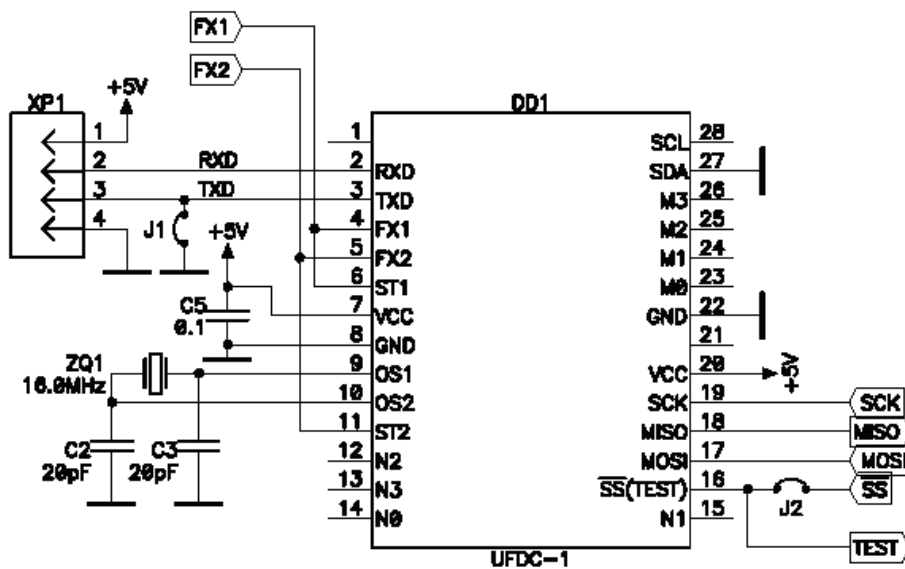 FX1
FX2
+5V
XP1
DD1
1
2
3
4
RXD
TXD
J1
+5V
C5
0.1
ZQ1
16.0MHz
C2
20pF
C3
20pF
1
2 RXD
3 TXD
4 FX1
5 FX2
6 ST1
7 VCC
8 GND
9 OS1
10 OS2
11 ST2
12 N2
13 N3
14 N0
SCL 28
SDA 27
M3 26
M2 25
M1 24
M0 23
GND 22
21
VCC 20
+5V
SCK 19 SCK
MISO 18 MISO
MOSI 17 MOSI
SS(TEST) 16 SS
J2
N1 15
TEST
UFDC-1